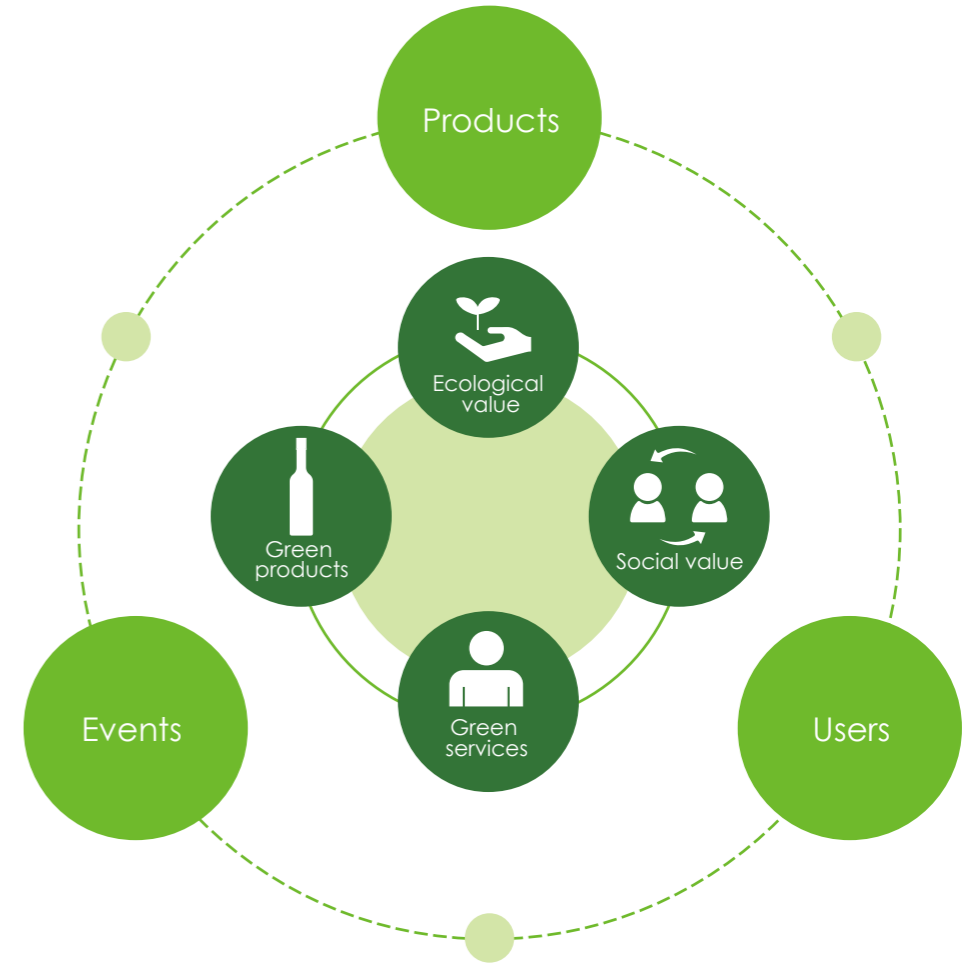 Products
Ecological
value
Green
products
Social value
Green
services
Events
Users